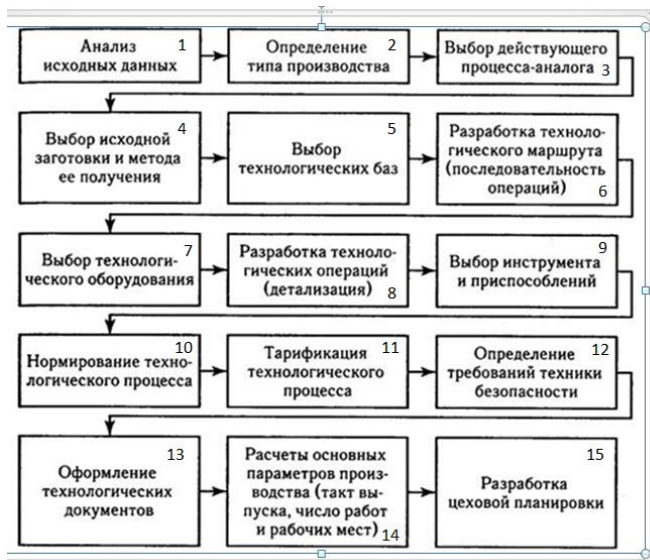 Анализ 1
исходных данных
Определение 2
типа производства
Выбор действующего
процесса-аналога 3
4
Выбор исходной
заготовки и метода
ее получения
5
Выбор
технологических баз
Разработка техноло-
гического маршрута
(последовательность
операций) 6
7
Выбор технологи-
ческого оборудования
Разработка техноло-
гических операций
(детализация) 8
9
Выбор инструмента
и приспособлений
10
Нормирование техно-
логического процесса
Тарификация 11
технологического
процесса
Определение 12
требований техники
безопасности
13
Оформление
технологических
документов
Расчеты основных
параметров произ-
водства (такт вы-
пуска, число работ
и рабочих мест) 14
15
Разработка
цеховой планировки